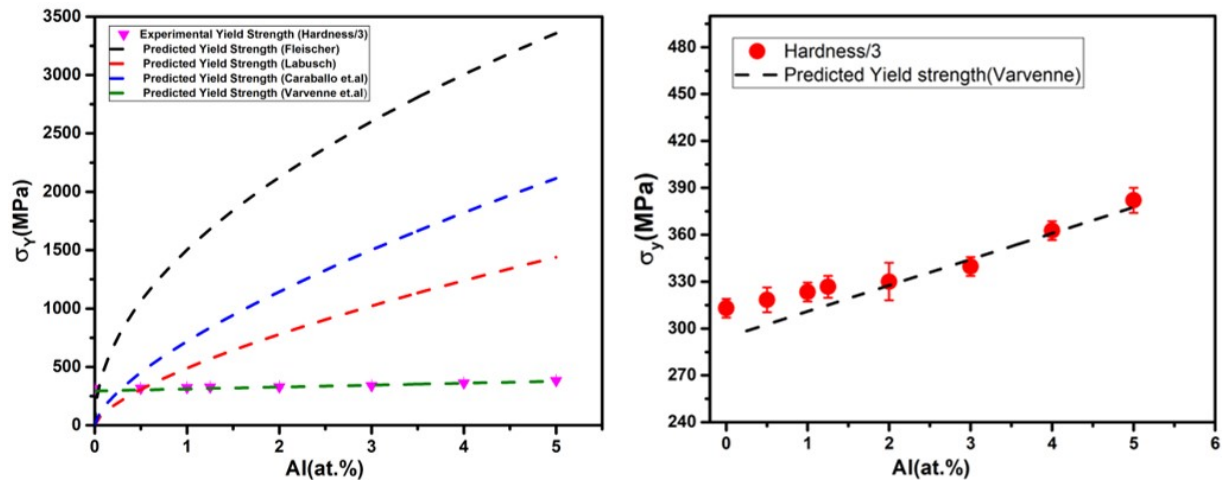 3500
3000
2500
2000
1500
1000
500
0
σY(MPa)
Experimental Yield Strength (Hardness/3)
Predicted Yield Strength (Fleischer)
Predicted Yield Strength (Labusch)
Predicted Yield Strength (Caraballo et.al)
Predicted Yield Strength (Varvenne et.al)
0 1 2 3 4 5
Al(at.%)
480
450
420
390
360
330
300
270
240
σy(MPa)
Hardness/3
Predicted Yield strength(Varvenne)
0 1 2 3 4 5 6
Al(at.%)